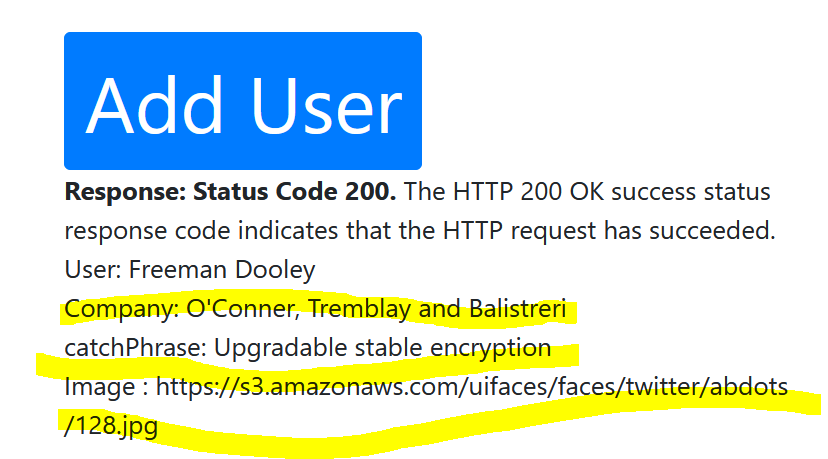 Add User
Response: Status Code 200. The HTTP 200 OK success status
response code indicates that the HTTP request has succeeded.
User: Freeman Dooley
Company: O'Conner, Tremblay and Balistreri
catchPhrase: Upgradable stable encryption
Image : https://s3.amazonaws.com/uifaces/faces/twitter/abdots
/128.jpg